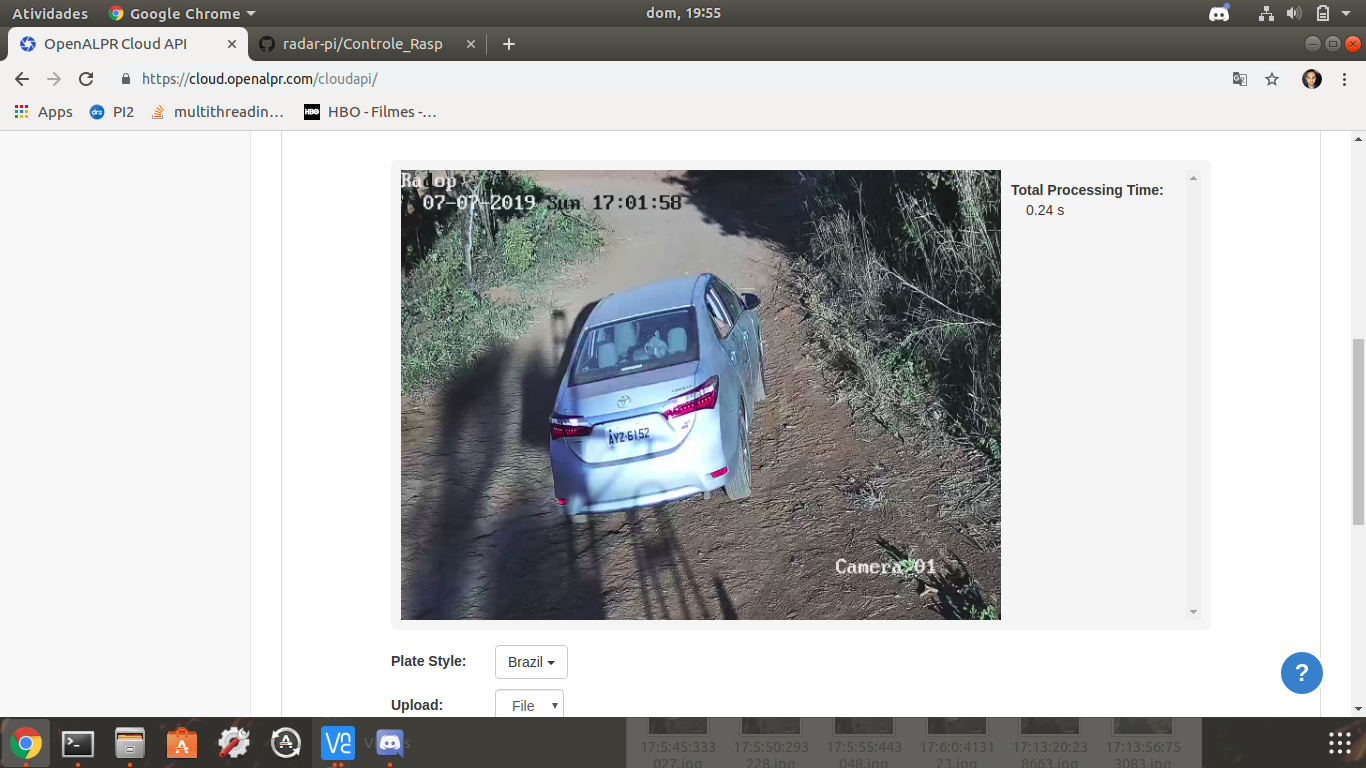 Atividades
Google Chrome
dom, 19:55
OpenALPR Cloud API
radar-pi/Controle_Rasp
https://cloud.openalpr.com/cloudapi/
Apps
PI2
multithreadin…
HBO
HBO - Filmes -…
Radop
07-07-2019 Sun 17:01:58
AYZ-6152
Camera 01
Total Processing Time:
0.24 s
Plate Style:
Brazil
Upload:
File
?
17:5:45:333
17:5:50:293
17:5:55:443
17:6:0:4131
17:13:20:23
17:13:56:75
027.jpg
228.jpg
048.jpg
23.jpg
8663.jpg
3083.jpg